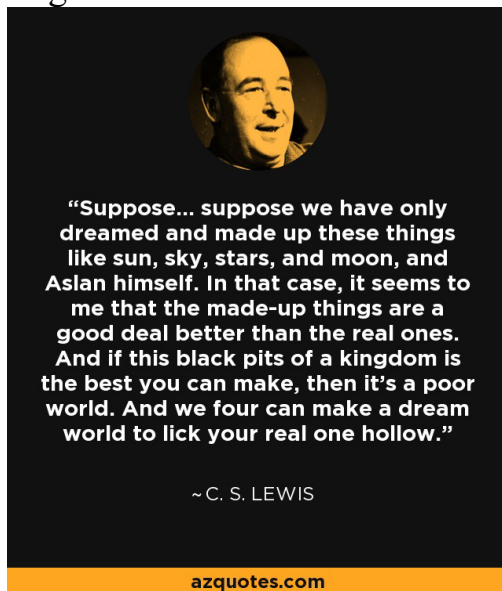 “Suppose... suppose we have only
dreamed and made up these things
like sun, sky, stars, and moon, and
Aslan himself. In that case, it seems to
me that the made-up things are a
good deal better than the real ones.
And if this black pits of a kingdom is
the best you can make, then it’s a poor
world. And we four can make a dream
world to lick your real one hollow.”
~ C. S. LEWIS
azquotes.com